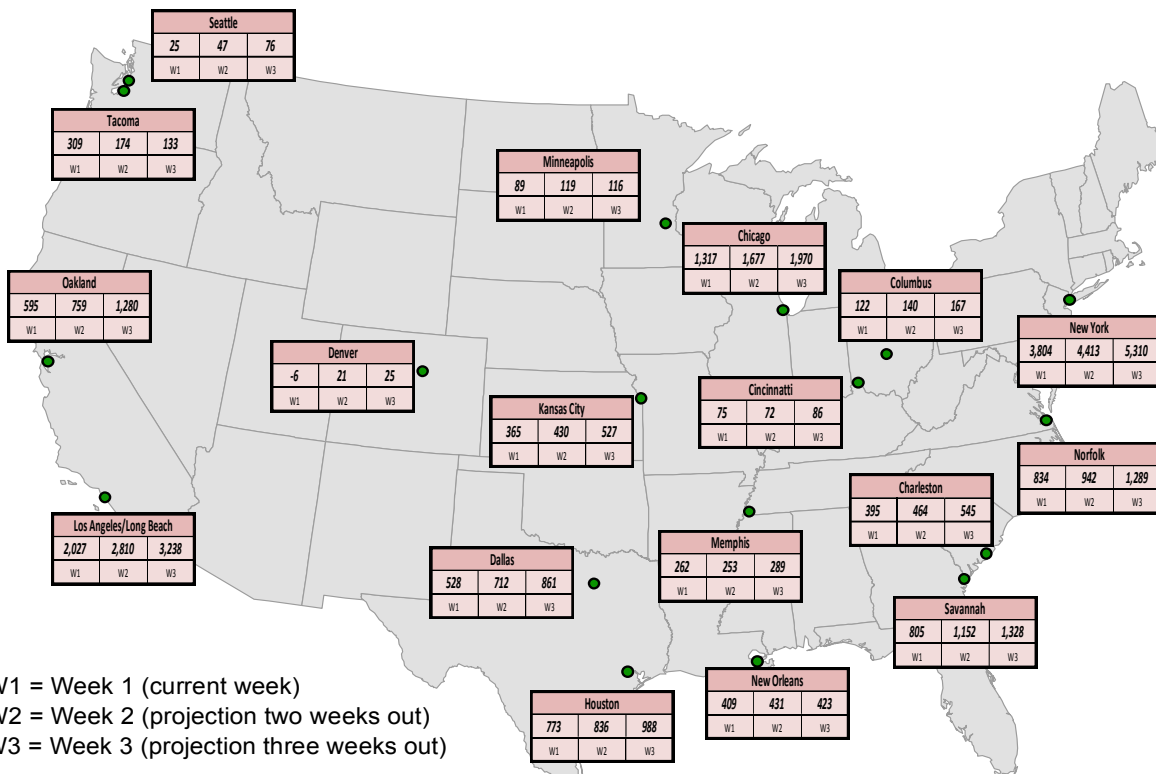 Seattle
25 47 76
W1 W2 W3
Tacoma
309 174 133
W1 W2 W3
Minneapolis
89 119 116
W1 W2 W3
Chicago
1,317 1,677 1,970
W1 W2 W3
Oakland
595 759 1,280
W1 W2 W3
Columbus
122 140 167
W1 W2 W3
New York
3,804 4,413 5,310
W1 W2 W3
Denver
-6 21 25
W1 W2 W3
Cincinnatti
75 72 86
W1 W2 W3
Kansas City
365 430 527
W1 W2 W3
Norfolk
834 942 1,289
W1 W2 W3
Charleston
395 464 545
W1 W2 W3
Los Angeles/Long Beach
2,027 2,810 3,238
W1 W2 W3
Memphis
262 253 289
W1 W2 W3
Dallas
528 712 861
W1 W2 W3
Savannah
805 1,152 1,328
W1 W2 W3
New Orleans
409 431 423
W1 W2 W3
Houston
773 836 988
W1 W2 W3
W1 = Week 1 (current week)
W2 = Week 2 (projection two weeks out)
W3 = Week 3 (projection three weeks out)